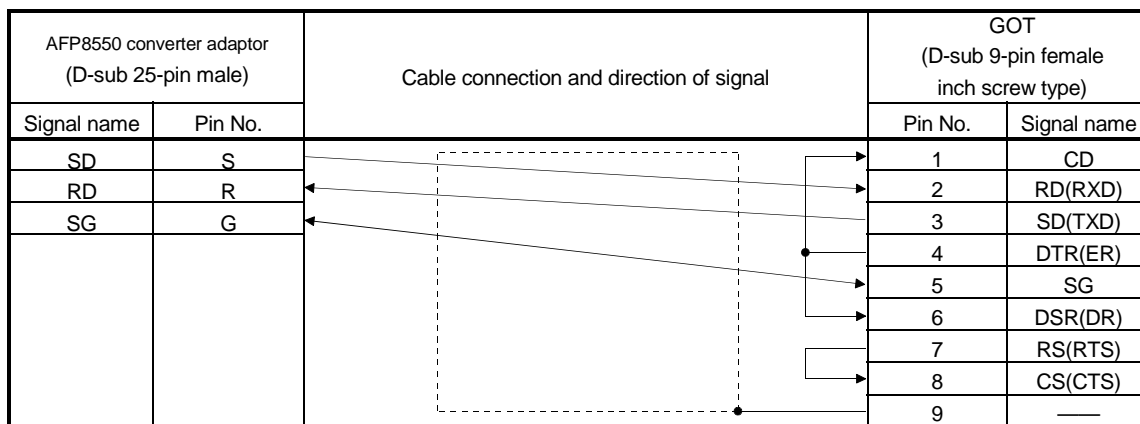 AFP8550 converter adaptor
(D-sub 25-pin male)
Cable connection and direction of signal
GOT
(D-sub 9-pin female
inch screw type)
Signal name Pin No. Pin No. Signal name
SD S 1 CD
RD R 2 RD(RXD)
SG G 3 SD(TXD)
4 DTR(ER)
5 SG
6 DSR(DR)
7 RS(RTS)
8 CS(CTS)
9 ——